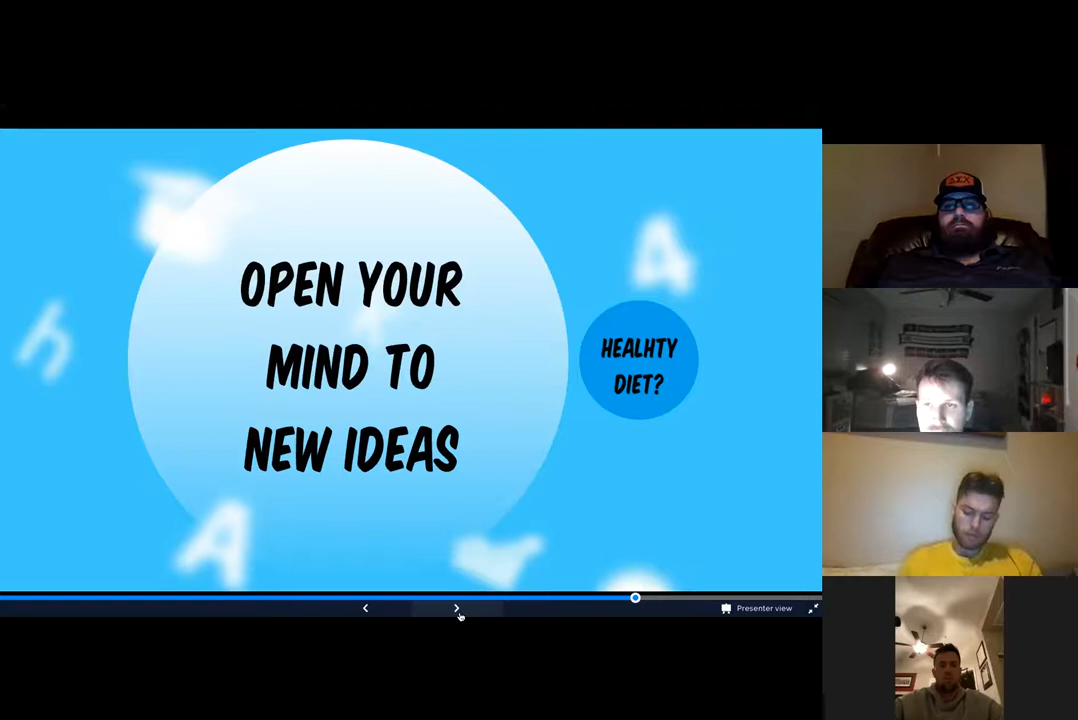 OPEN YOUR
MIND TO
NEW IDEAS
HEALHTY
DIET?
Presenter view